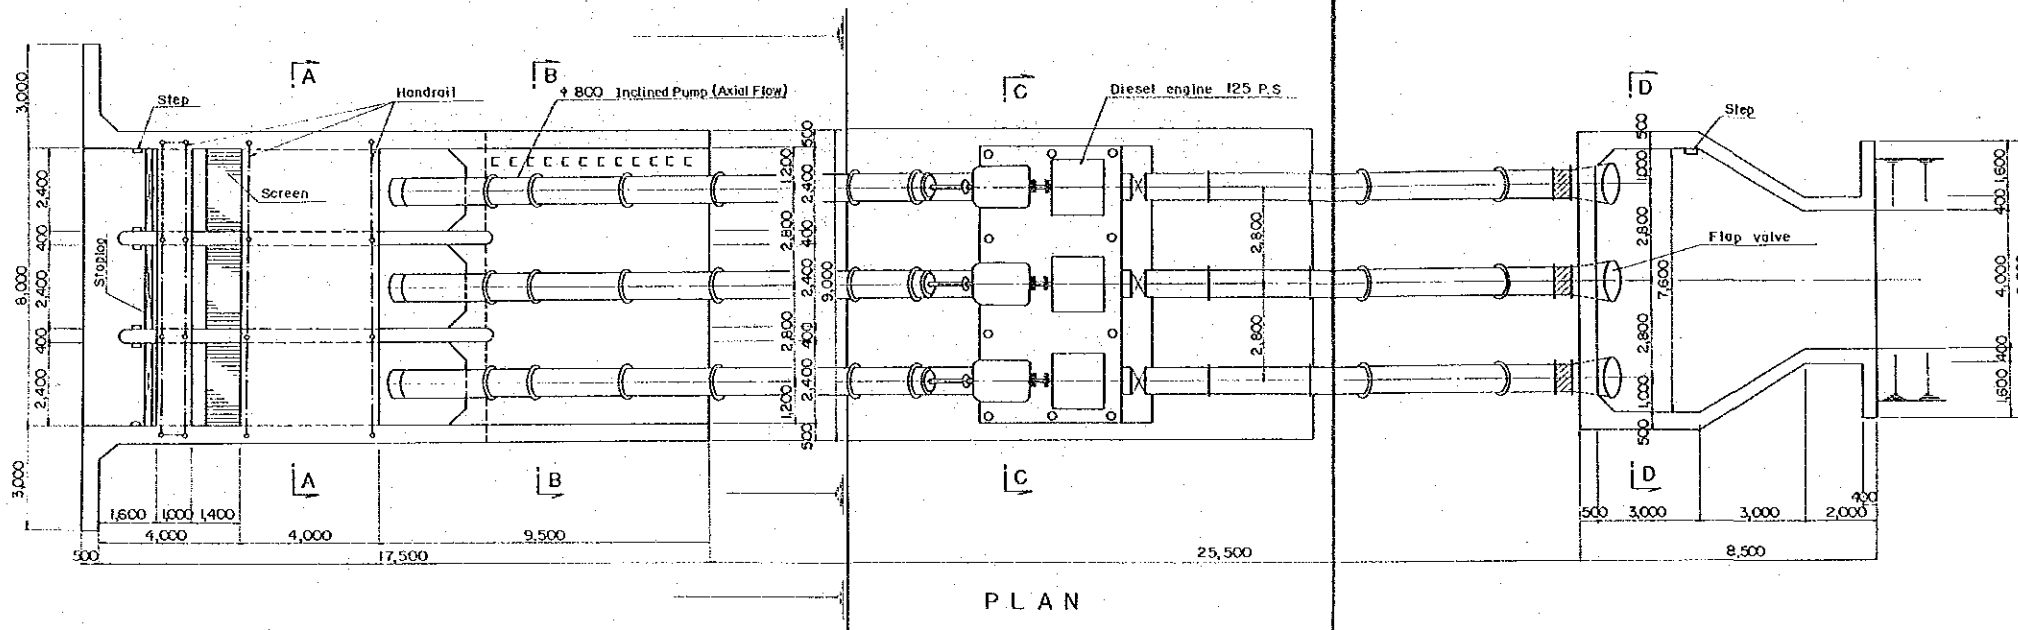 A
B
C
D
Step
Handrail
φ 800 Inclined Pump (Axial Flow)
Diesel engine 125 P.S
Step
Screen
Stoplog
Flap valve
3,000
2,400
400
8,000
2,400
400
2,400
3,000
500
1,200
2,400
2,800
400
2,400
9,000
2,800
400
2,400
1,200
500
2,800
2,800
500
1,000
2,800
7,600
2,800
1,000
500
1,600
400
4,000
400
1,600
A
B
C
D
1,600
1,000
1,400
4,000
4,000
9,500
500
17,500
25,500
500
3,000
3,000
400
2,000
8,500
PLAN